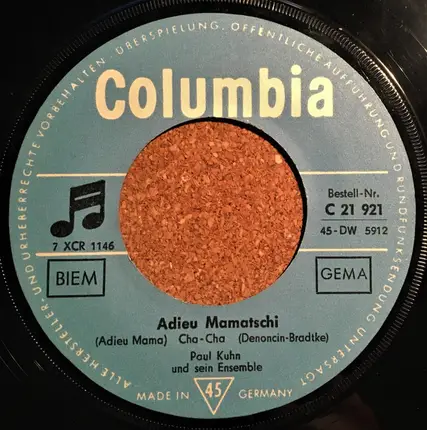 ALLE HERSTELLER- UND URHEBERRECHTE VORBEHALTEN · ÜBERSPIELUNG, ÖFFENTLICHE AUFFÜHRUNG UND RUNDFUNKSENDUNG UNTERSAGT
Columbia
7 XCR 1146
Bestell-Nr.
C 21 921
45-DW 5912
BIEM
GEMA
Adieu Mamatschi
(Adieu Mama) Cha-Cha (Denoncin-Bradtke)
Paul Kuhn
und sein Ensemble
MADE IN 45 GERMANY